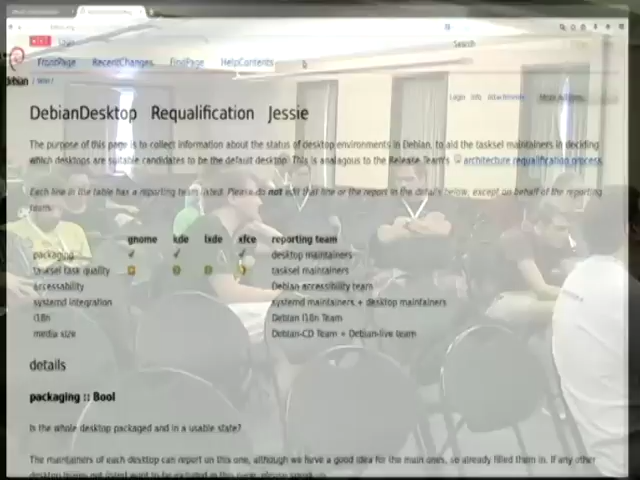 FrontPage RecentChanges FindPage HelpContents
Search
debian
Login
DebianDesktop Requalification Jessie
The purpose of this page is to collect information about the status of desktop environments in Debian, to aid the tasksel maintainers in deciding
which desktops are suitable candidates to be the default desktop. This is analagous to the Release Team's architecture requalification process.
Each line in the table has a reporting team listed. Please do not edit that line or the report in the details below, except on behalf of the reporting
team.
gnome kde lxde xfce reporting team
packaging ✓ ✓ ✓ desktop maintainers
tasksel task quality tasksel maintainers
accessability Debian accessibility team
systemd integration systemd maintainers + desktop maintainers
i18n Debian i18n Team
media size Debian-CD Team + Debian-live team
details
packaging :: Bool
Is the whole desktop packaged and in a usable state?
The maintainers of each desktop can report on this one, although we have a good idea for the main ones, so already filled them in. If any other